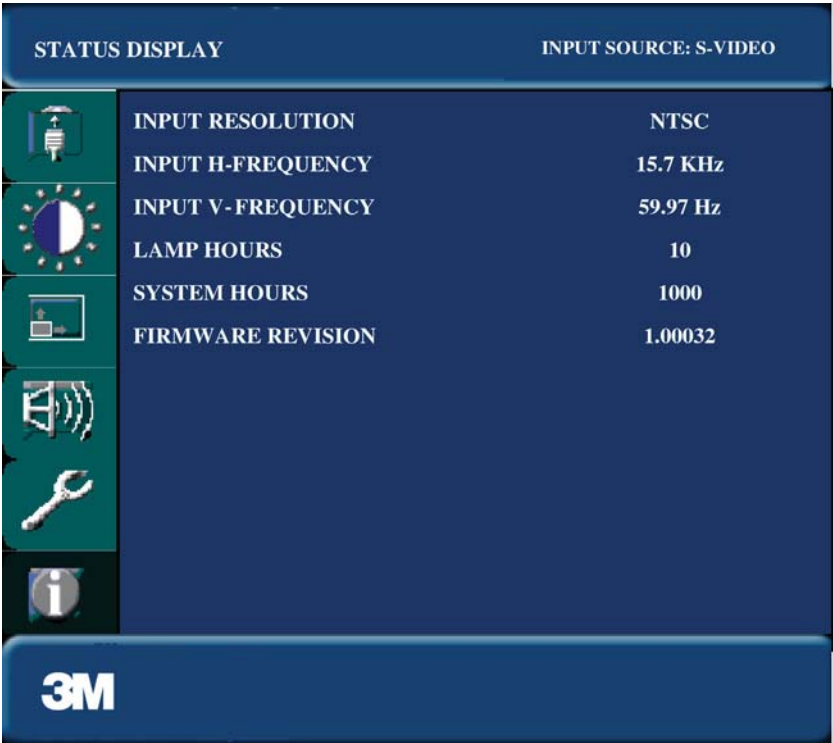 STATUS DISPLAY INPUT SOURCE: S-VIDEO
INPUT RESOLUTION NTSC
INPUT H-FREQUENCY 15.7 KHz
INPUT V-FREQUENCY 59.97 Hz
LAMP HOURS 10
SYSTEM HOURS 1000
FIRMWARE REVISION 1.00032
i
3M